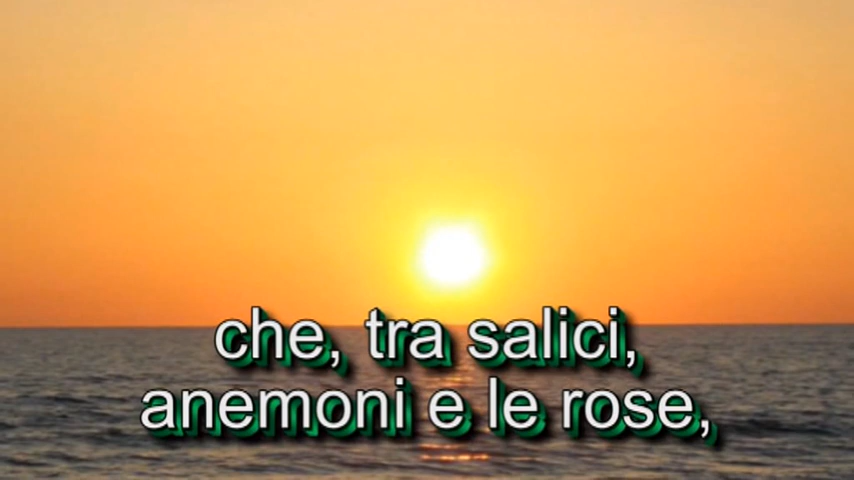 che, tra salici,
anemoni e le rose,